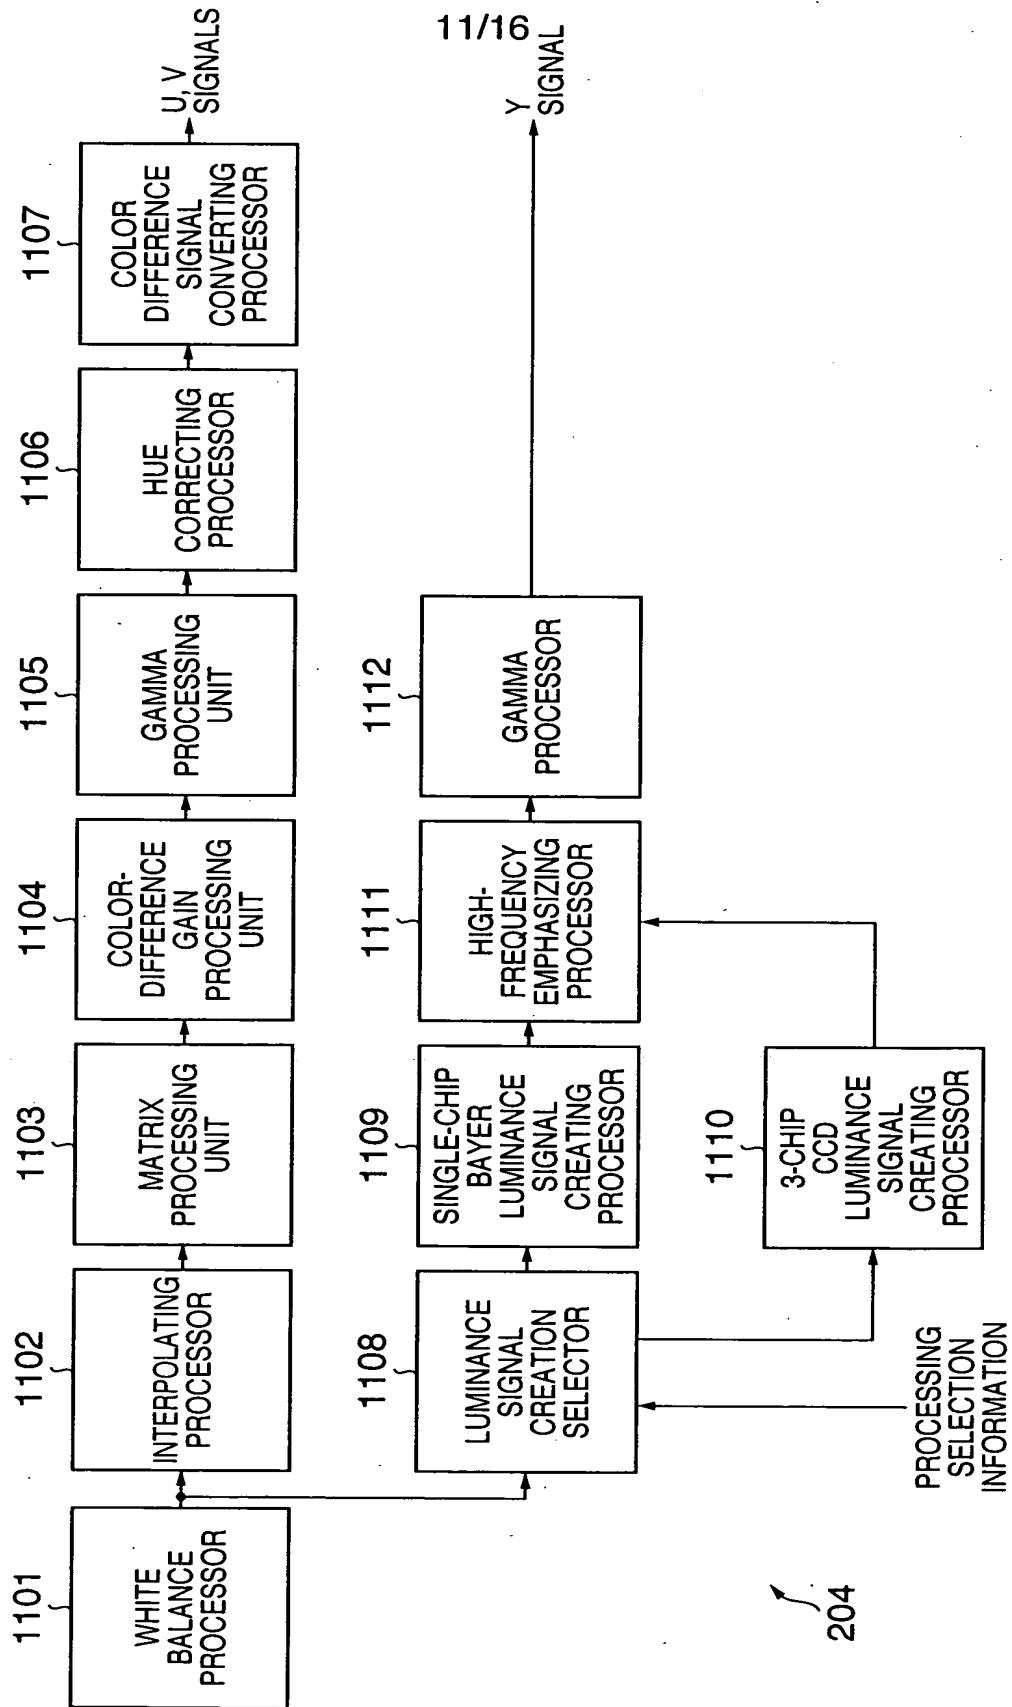 11/16
1101
WHITE
BALANCE
PROCESSOR
1102
INTERPOLATING
PROCESSOR
1103
MATRIX
PROCESSING
UNIT
1104
COLOR-
DIFFERENCE
GAIN
PROCESSING
UNIT
1105
GAMMA
PROCESSING
UNIT
1106
HUE
CORRECTING
PROCESSOR
1107
COLOR
DIFFERENCE
SIGNAL
CONVERTING
PROCESSOR
U, V
SIGNALS
1108
LUMINANCE
SIGNAL
CREATION
SELECTOR
1109
SINGLE-CHIP
BAYER
LUMINANCE
SIGNAL
CREATING
PROCESSOR
1111
HIGH-
FREQUENCY
EMPHASIZING
PROCESSOR
1112
GAMMA
PROCESSOR
Y
SIGNAL
1110
3-CHIP
CCD
LUMINANCE
SIGNAL
CREATING
PROCESSOR
PROCESSING
SELECTION
INFORMATION
204